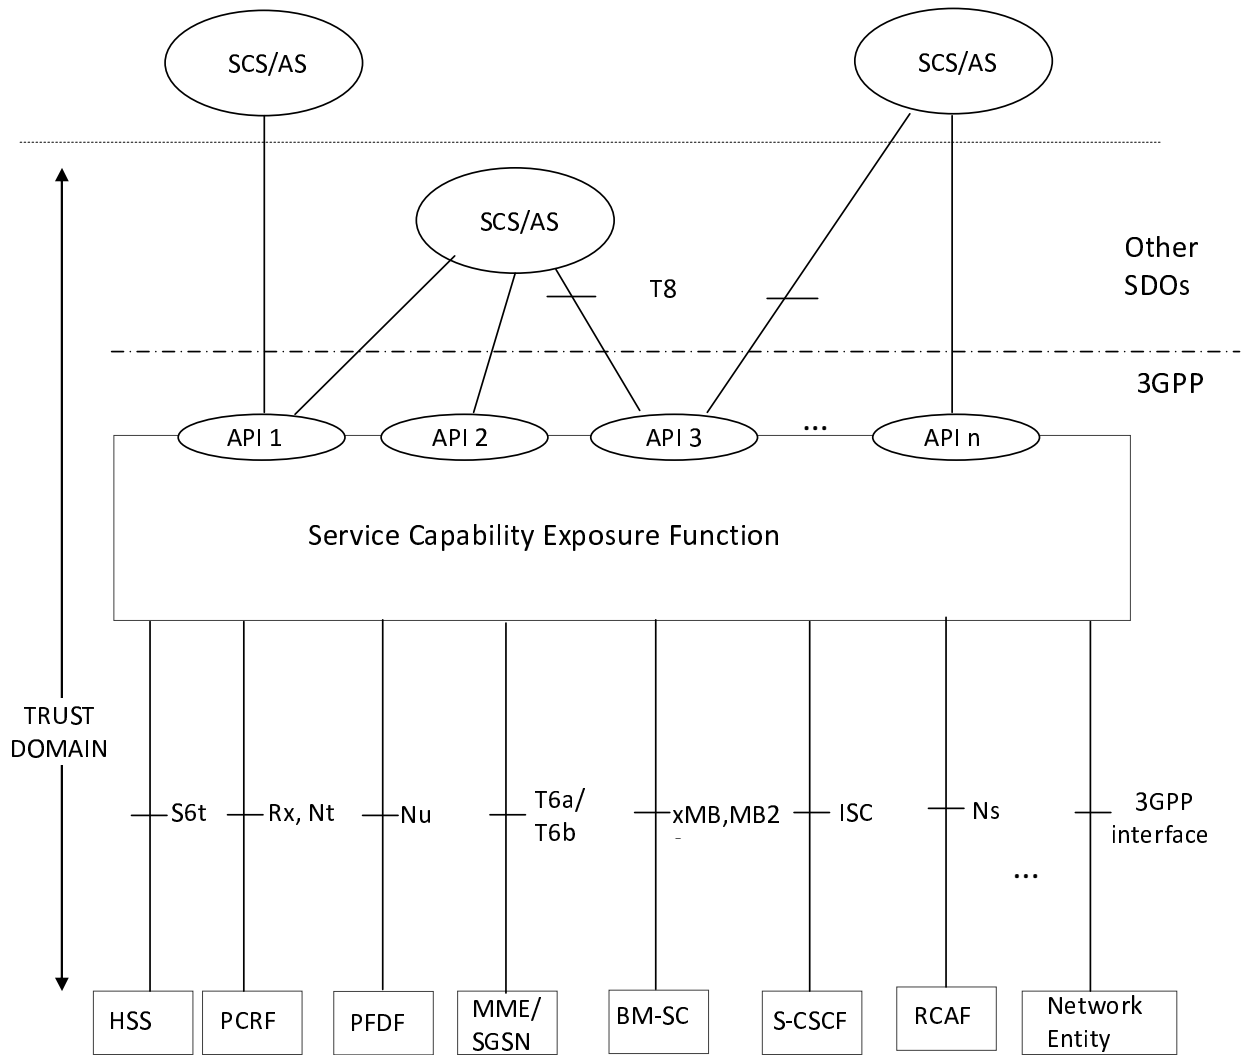 SCS/AS
SCS/AS
SCS/AS
T8
Other
SDOs
3GPP
API 1
API 2
API 3
...
API n
Service Capability Exposure Function
TRUST
DOMAIN
S6t
Rx, Nt
Nu
T6a/
T6b
xMB,MB2
ISC
Ns
3GPP
interface
...
HSS
PCRF
PFDF
MME/
SGSN
BM-SC
S-CSCF
RCAF
Network
Entity